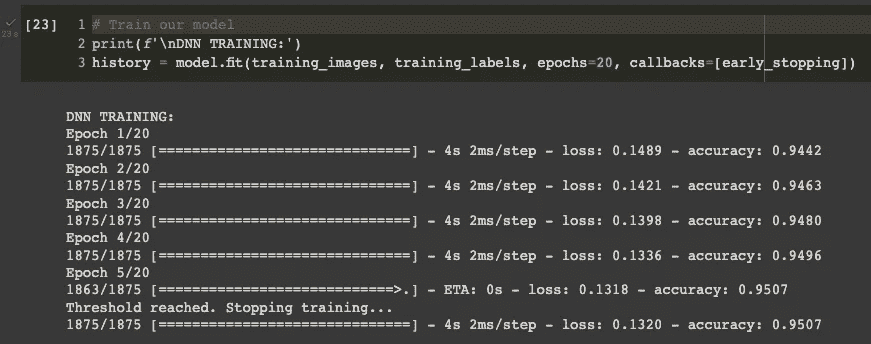 [23] 1 # Train our model
23s 2 print(f'\nDNN TRAINING:')
3 history = model.fit(training_images, training_labels, epochs=20, callbacks=[early_stopping])
DNN TRAINING:
Epoch 1/20
1875/1875 [==============================] - 4s 2ms/step - loss: 0.1489 - accuracy: 0.9442
Epoch 2/20
1875/1875 [==============================] - 4s 2ms/step - loss: 0.1421 - accuracy: 0.9463
Epoch 3/20
1875/1875 [==============================] - 4s 2ms/step - loss: 0.1398 - accuracy: 0.9480
Epoch 4/20
1875/1875 [==============================] - 4s 2ms/step - loss: 0.1336 - accuracy: 0.9496
Epoch 5/20
1863/1875 [============================>.] - ETA: 0s - loss: 0.1318 - accuracy: 0.9507
Threshold reached. Stopping training...
1875/1875 [==============================] - 4s 2ms/step - loss: 0.1320 - accuracy: 0.9507